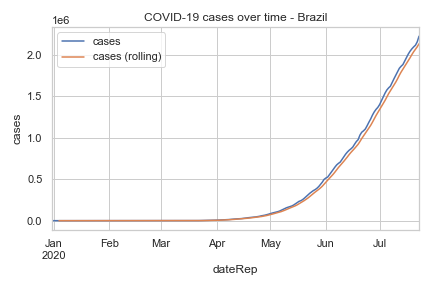 COVID-19 cases over time - Brazil
1e6
cases
cases (rolling)
2.0
1.5
1.0
0.5
0.0
cases
Jan Feb Mar Apr May Jun Jul
2020
dateRep